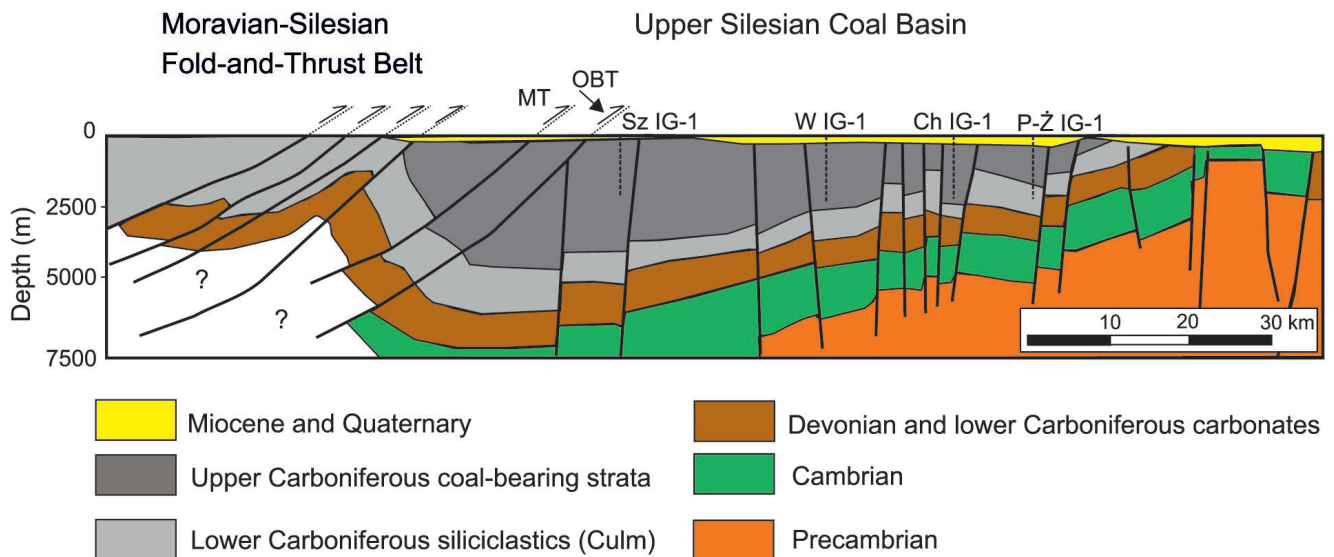 Moravian-Silesian
Fold-and-Thrust Belt
Upper Silesian Coal Basin
MT
OBT
Sz IG-1
W IG-1
Ch IG-1
P-Ż IG-1
Depth (m)
0
2500
5000
7500
?
?
10 20 30 km
Miocene and Quaternary
Upper Carboniferous coal-bearing strata
Lower Carboniferous siliciclastics (Culm)
Devonian and lower Carboniferous carbonates
Cambrian
Precambrian